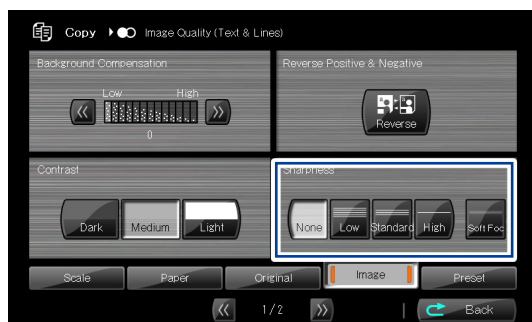 Copy Image Quality (Text & Lines)
Background Compensation
Low High
0
Reverse Positive & Negative
Reverse
Contrast
Dark Medium Light
Sharpness
None Low Standard High Soft Foc
Scale Paper Original Image Preset
1/2 Back